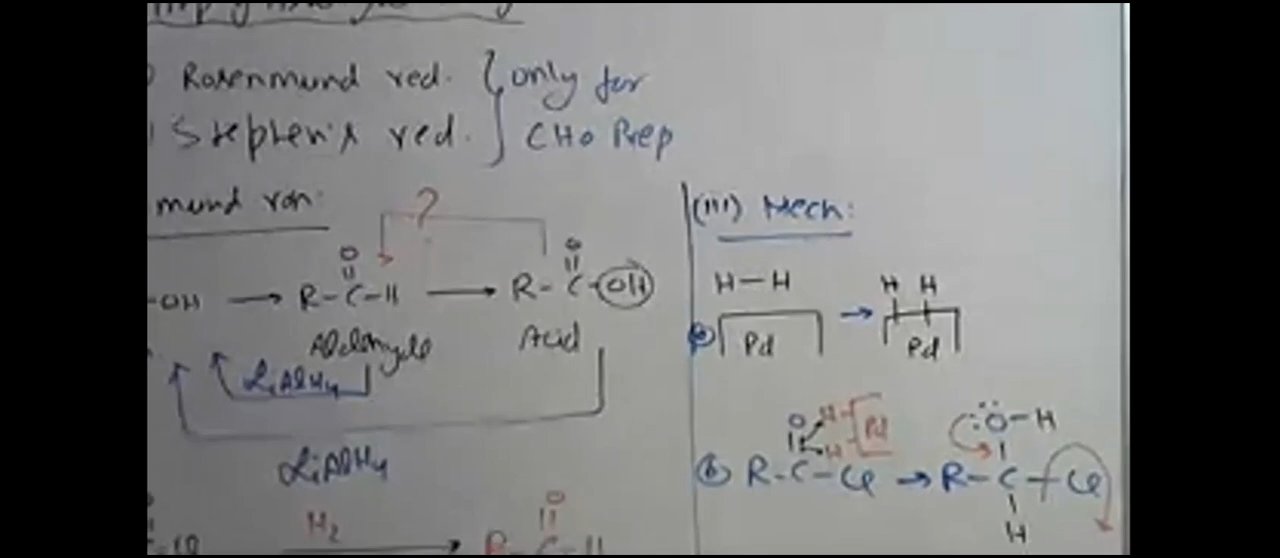 Rosenmund red. } only for
Stephen's red. } CHO Prep
mund rxn:
?
-OH → R-C-H → R-C-OH
O O
Aldehyde Acid
LiAlH4
LiAlH4
H2
O
R-C-H
(iii) Mech:
H-H H H
(a) Pd → Pd
O H Pd :Ö-H
H
(b) R-C-Cl → R-C-Cl
H